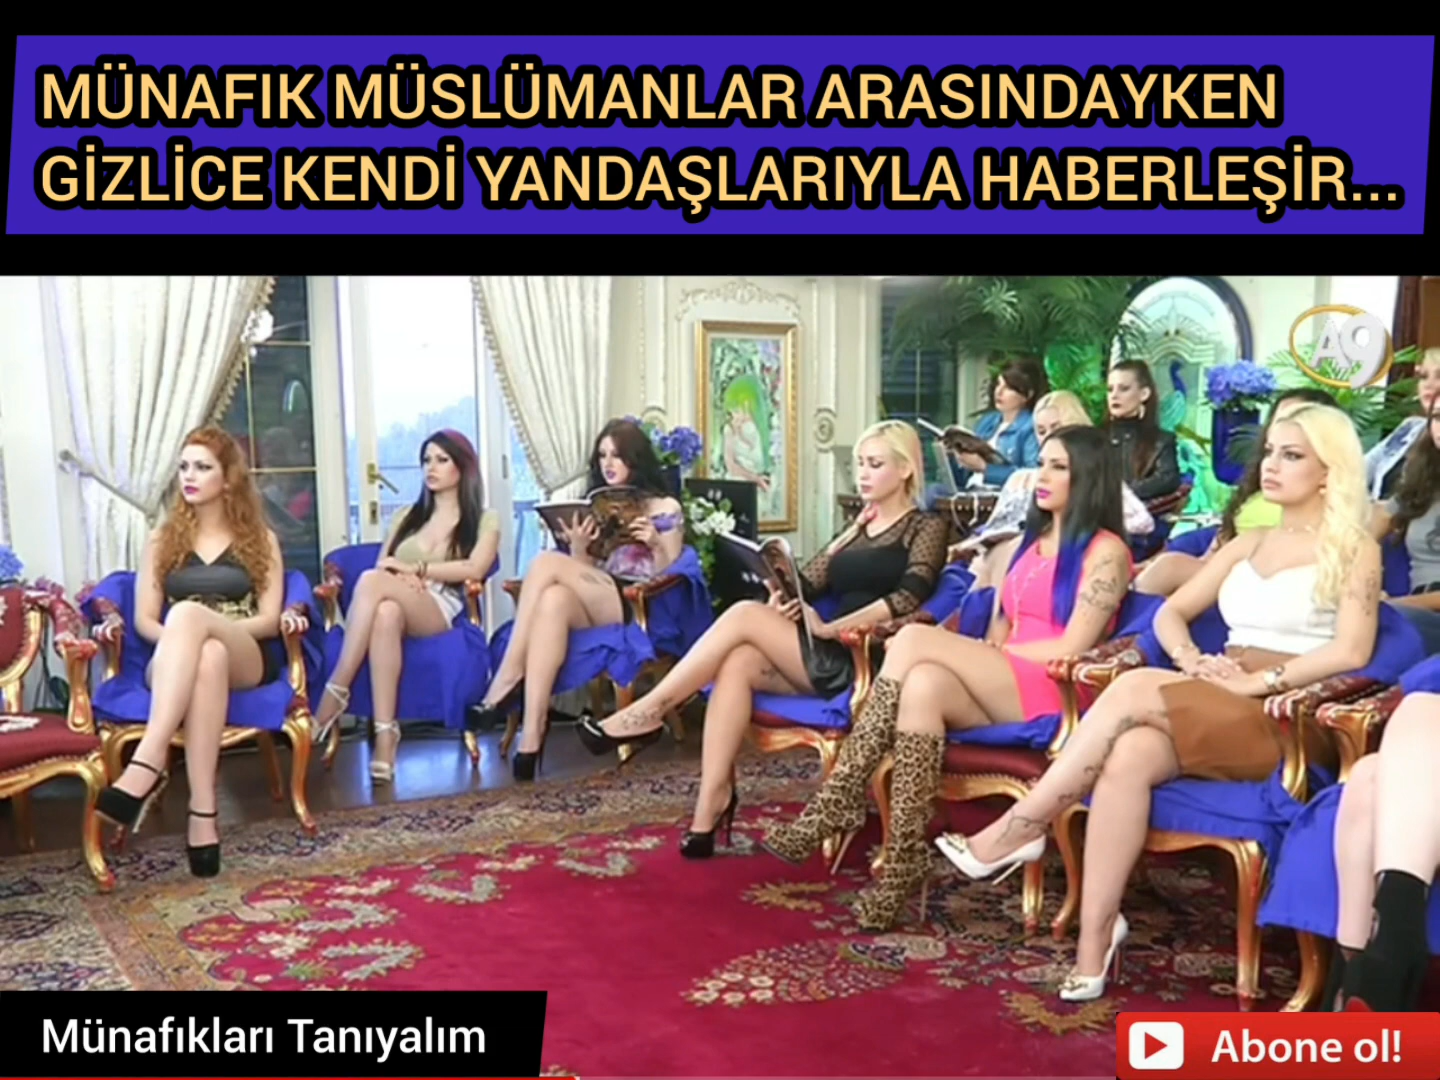 MÜNAFIK MÜSLÜMANLAR ARASINDAYKEN
GİZLİCE KENDİ YANDAŞLARIYLA HABERLEŞİR...
A9
Münafıkları Tanıyalım
Abone ol!